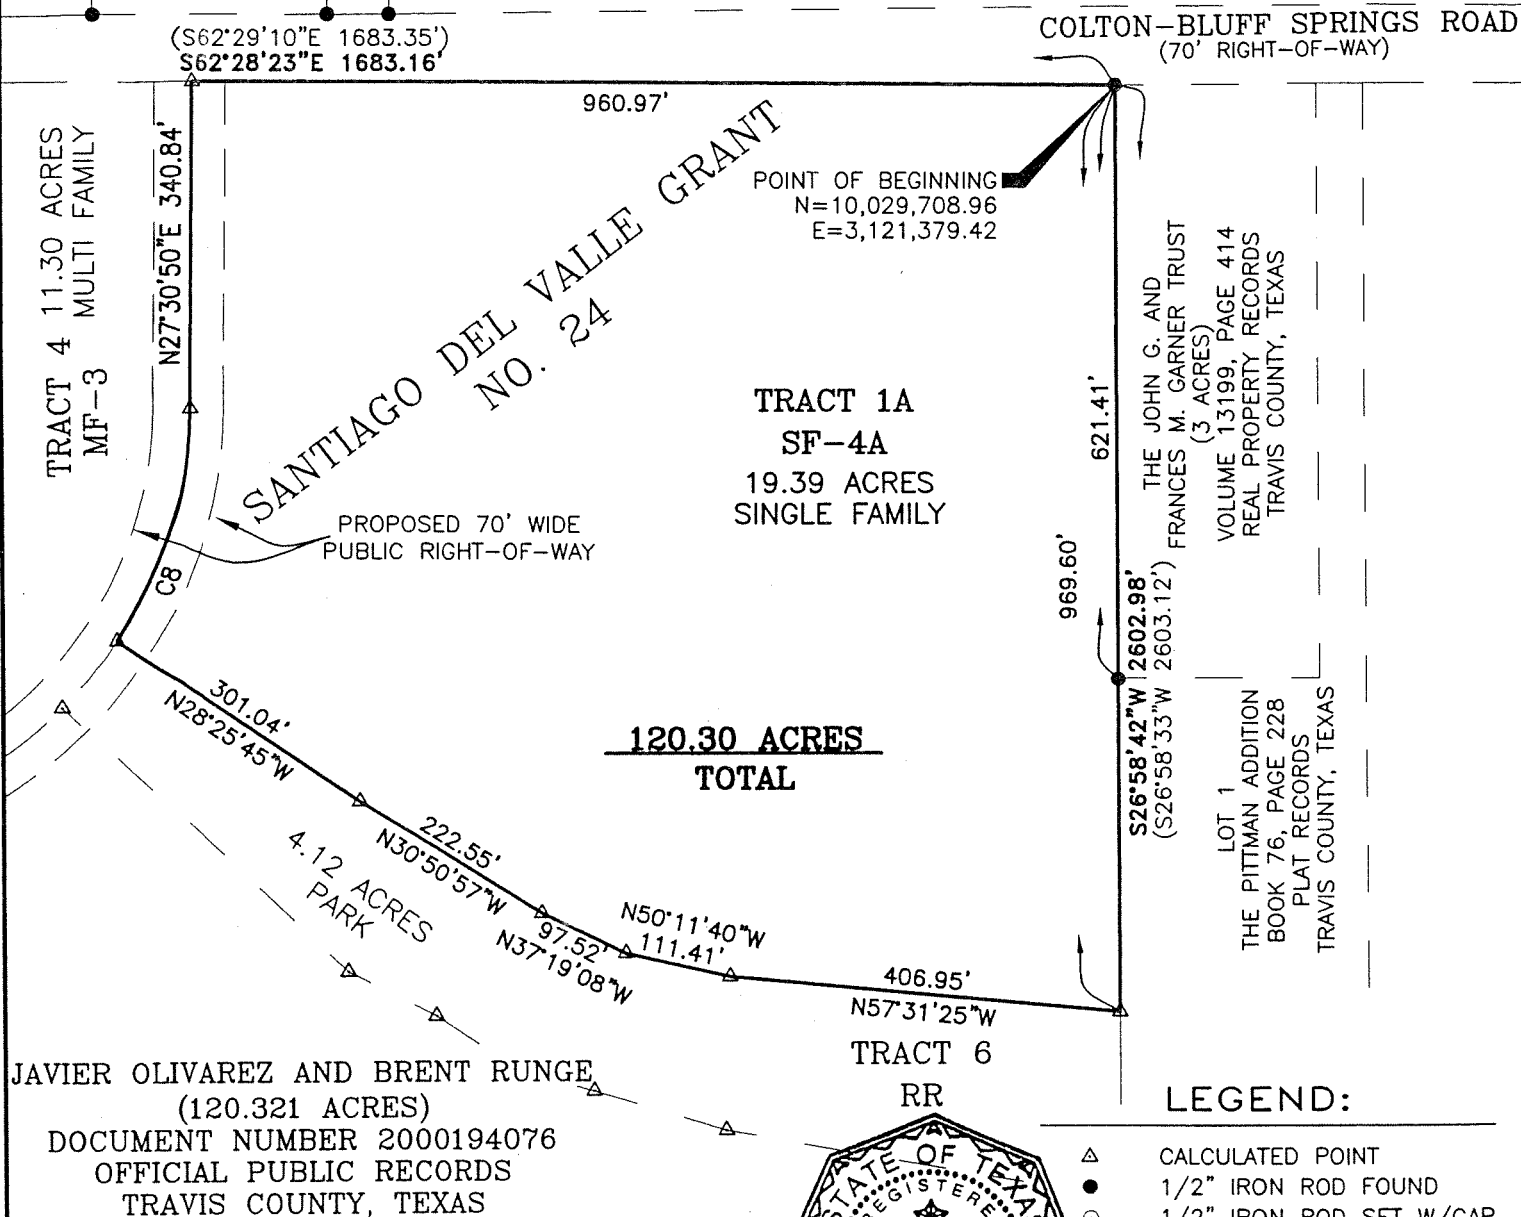 COLTON-BLUFF SPRINGS ROAD
(70' RIGHT-OF-WAY)
(S62°29'10"E 1683.35')
S62°28'23"E 1683.16'
960.97'
N27°30'50"E 340.84'
TRACT 4 11.30 ACRES
MF-3 MULTI FAMILY
SANTIAGO DEL VALLE GRANT
NO. 24
POINT OF BEGINNING
N=10,029,708.96
E=3,121,379.42
TRACT 1A
SF-4A
19.39 ACRES
SINGLE FAMILY
PROPOSED 70' WIDE
PUBLIC RIGHT-OF-WAY
C8
621.41'
969.60'
S26°58'42"W 2602.98'
(S26°58'33"W 2603.12')
THE JOHN G. AND
FRANCES M. GARNER TRUST
(3 ACRES)
VOLUME 13199, PAGE 414
REAL PROPERTY RECORDS
TRAVIS COUNTY, TEXAS
LOT 1
THE PITTMAN ADDITION
BOOK 76, PAGE 228
PLAT RECORDS
TRAVIS COUNTY, TEXAS
120.30 ACRES
TOTAL
301.04'
N28°25'45"W
222.55'
N30°50'57"W
97.52'
N37°19'08"W
N50°11'40"W
111.41'
406.95'
N57°31'25"W
4.12 ACRES
PARK
TRACT 6
RR
JAVIER OLIVAREZ AND BRENT RUNGE
(120.321 ACRES)
DOCUMENT NUMBER 2000194076
OFFICIAL PUBLIC RECORDS
TRAVIS COUNTY, TEXAS
STATE OF TEXAS
REGISTERE
LEGEND:
CALCULATED POINT
1/2" IRON ROD FOUND
1/2" IRON ROD SET W/CAP